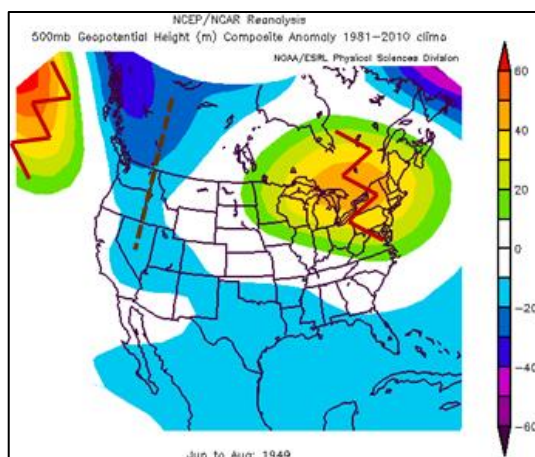 NCEP/NCAR Reanalysis
500mb Geopotential Height (m) Composite Anomaly 1981-2010 clima
NOAA/ESRL Physical Sciences Division
60
40
20
0
-20
-40
-60
Jun to Aug: 1949